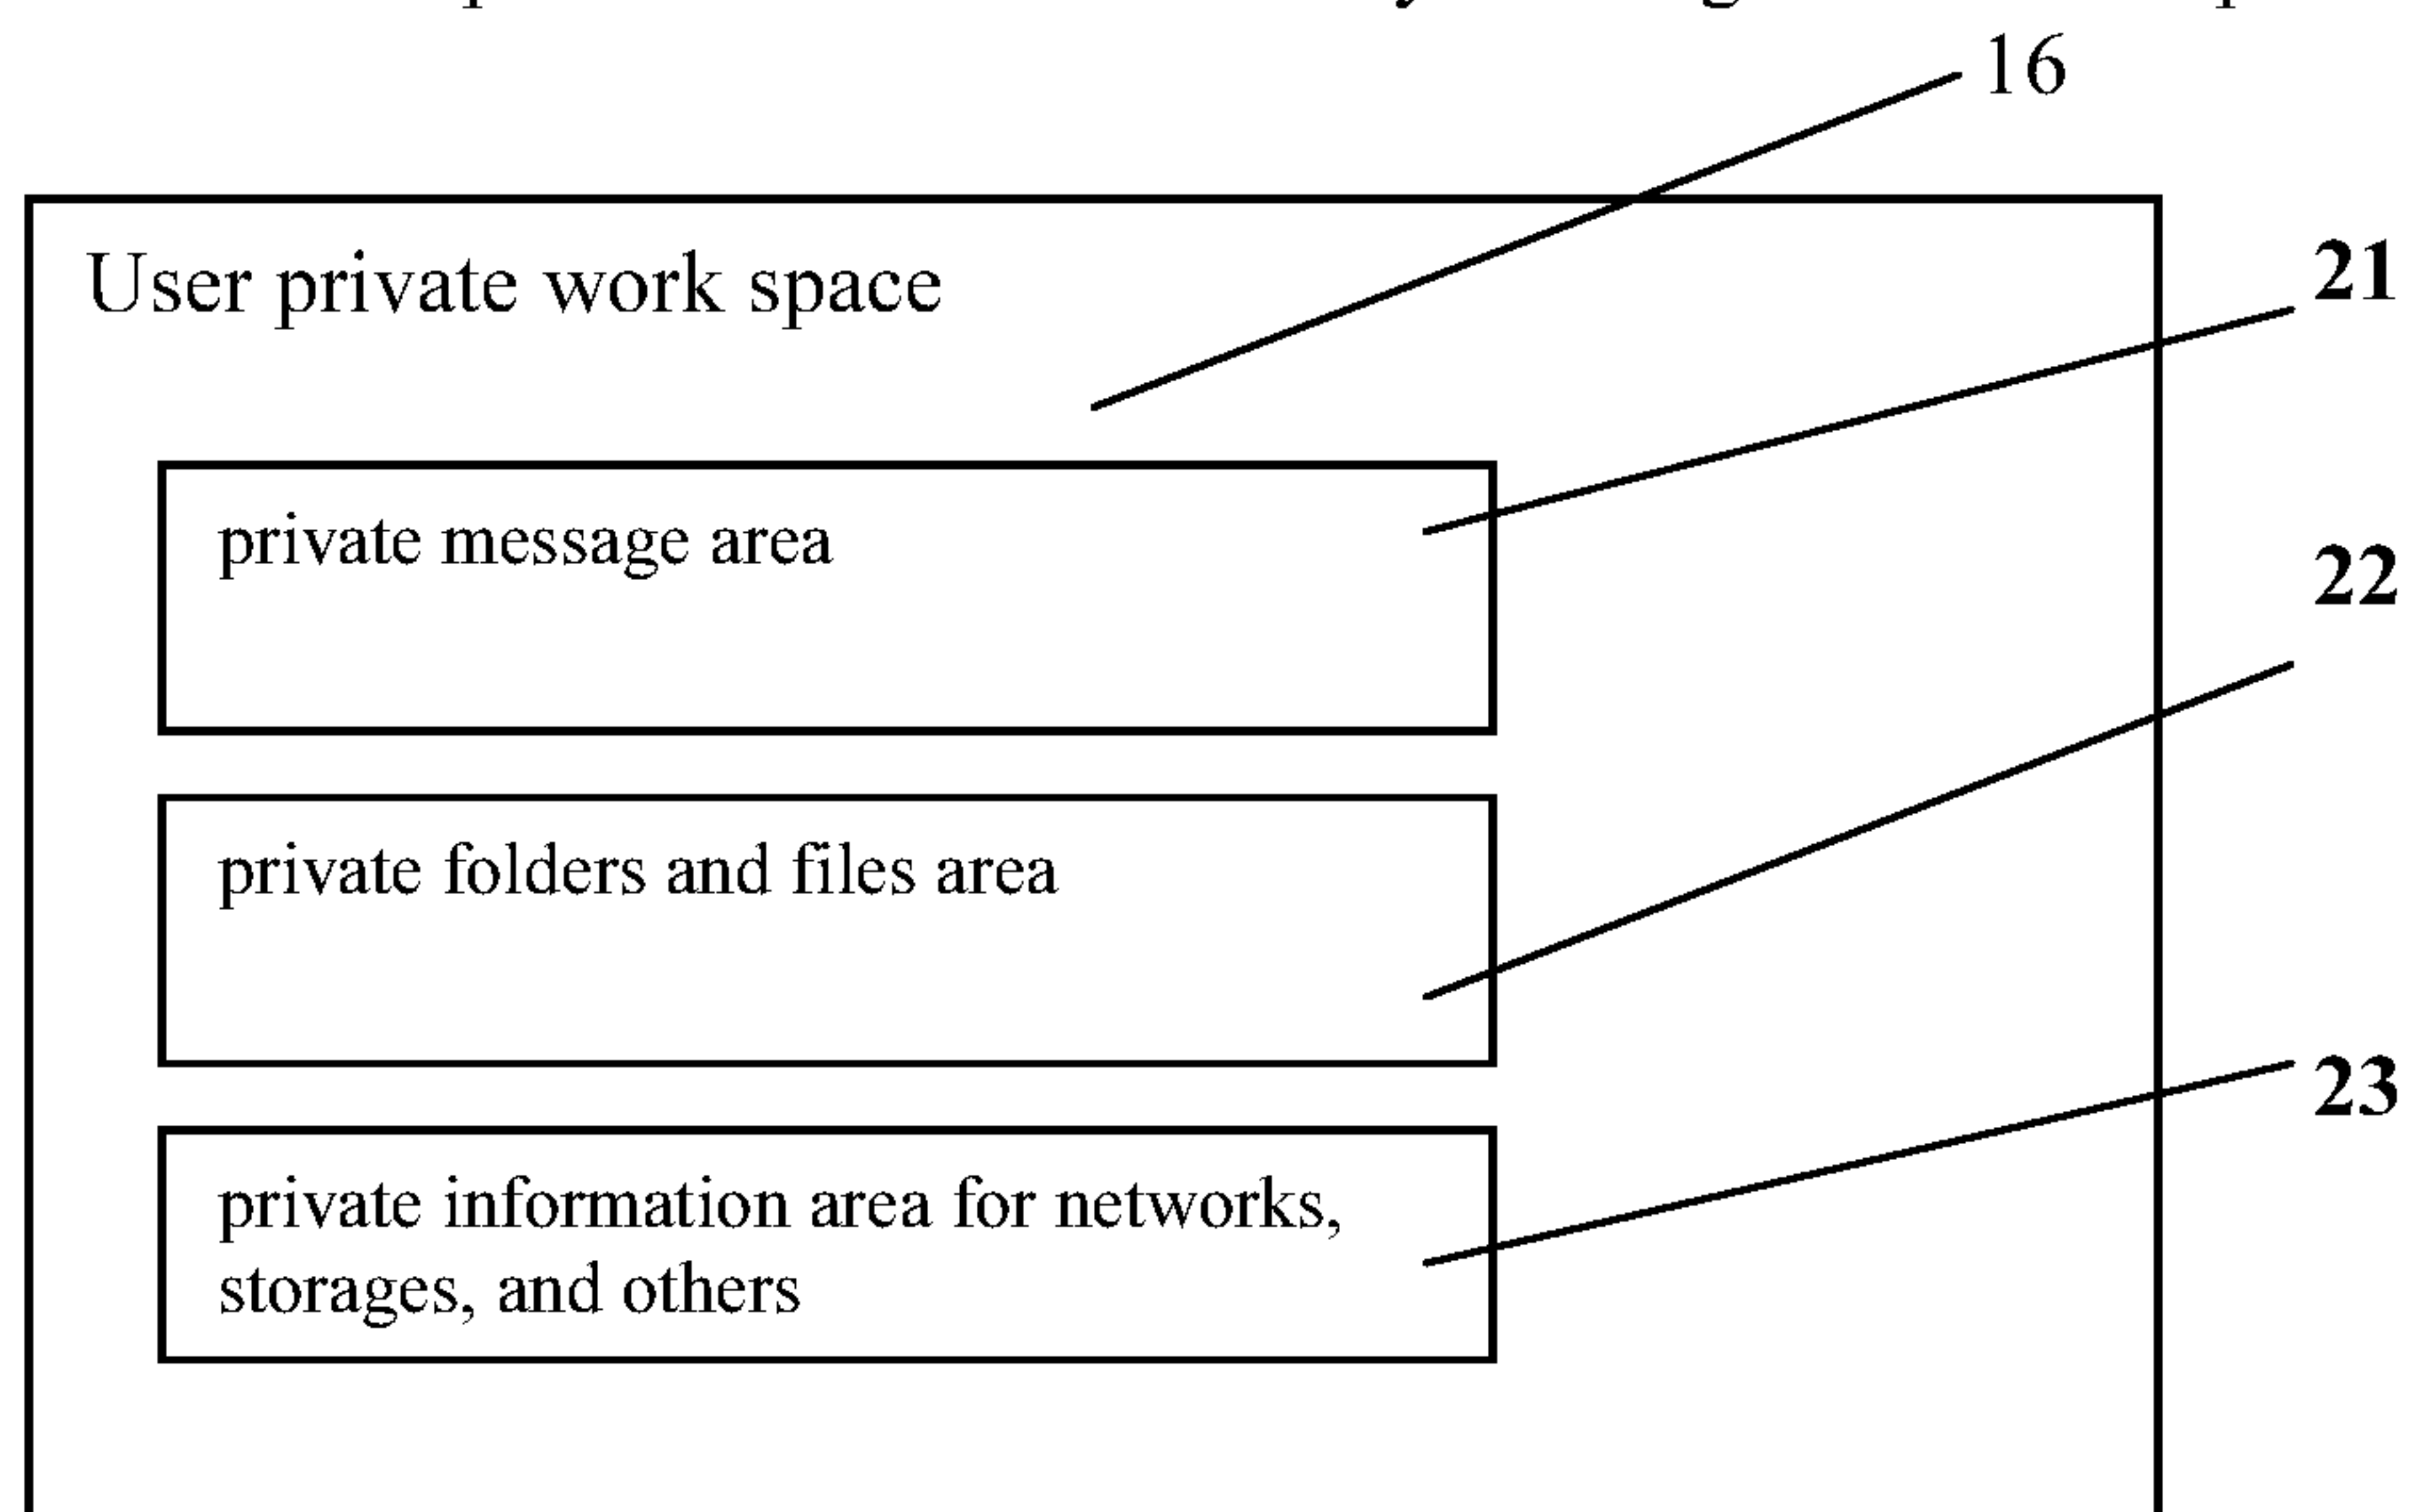 16
User private work space
21
private message area
22
private folders and files area
23
private information area for networks,
storages, and others